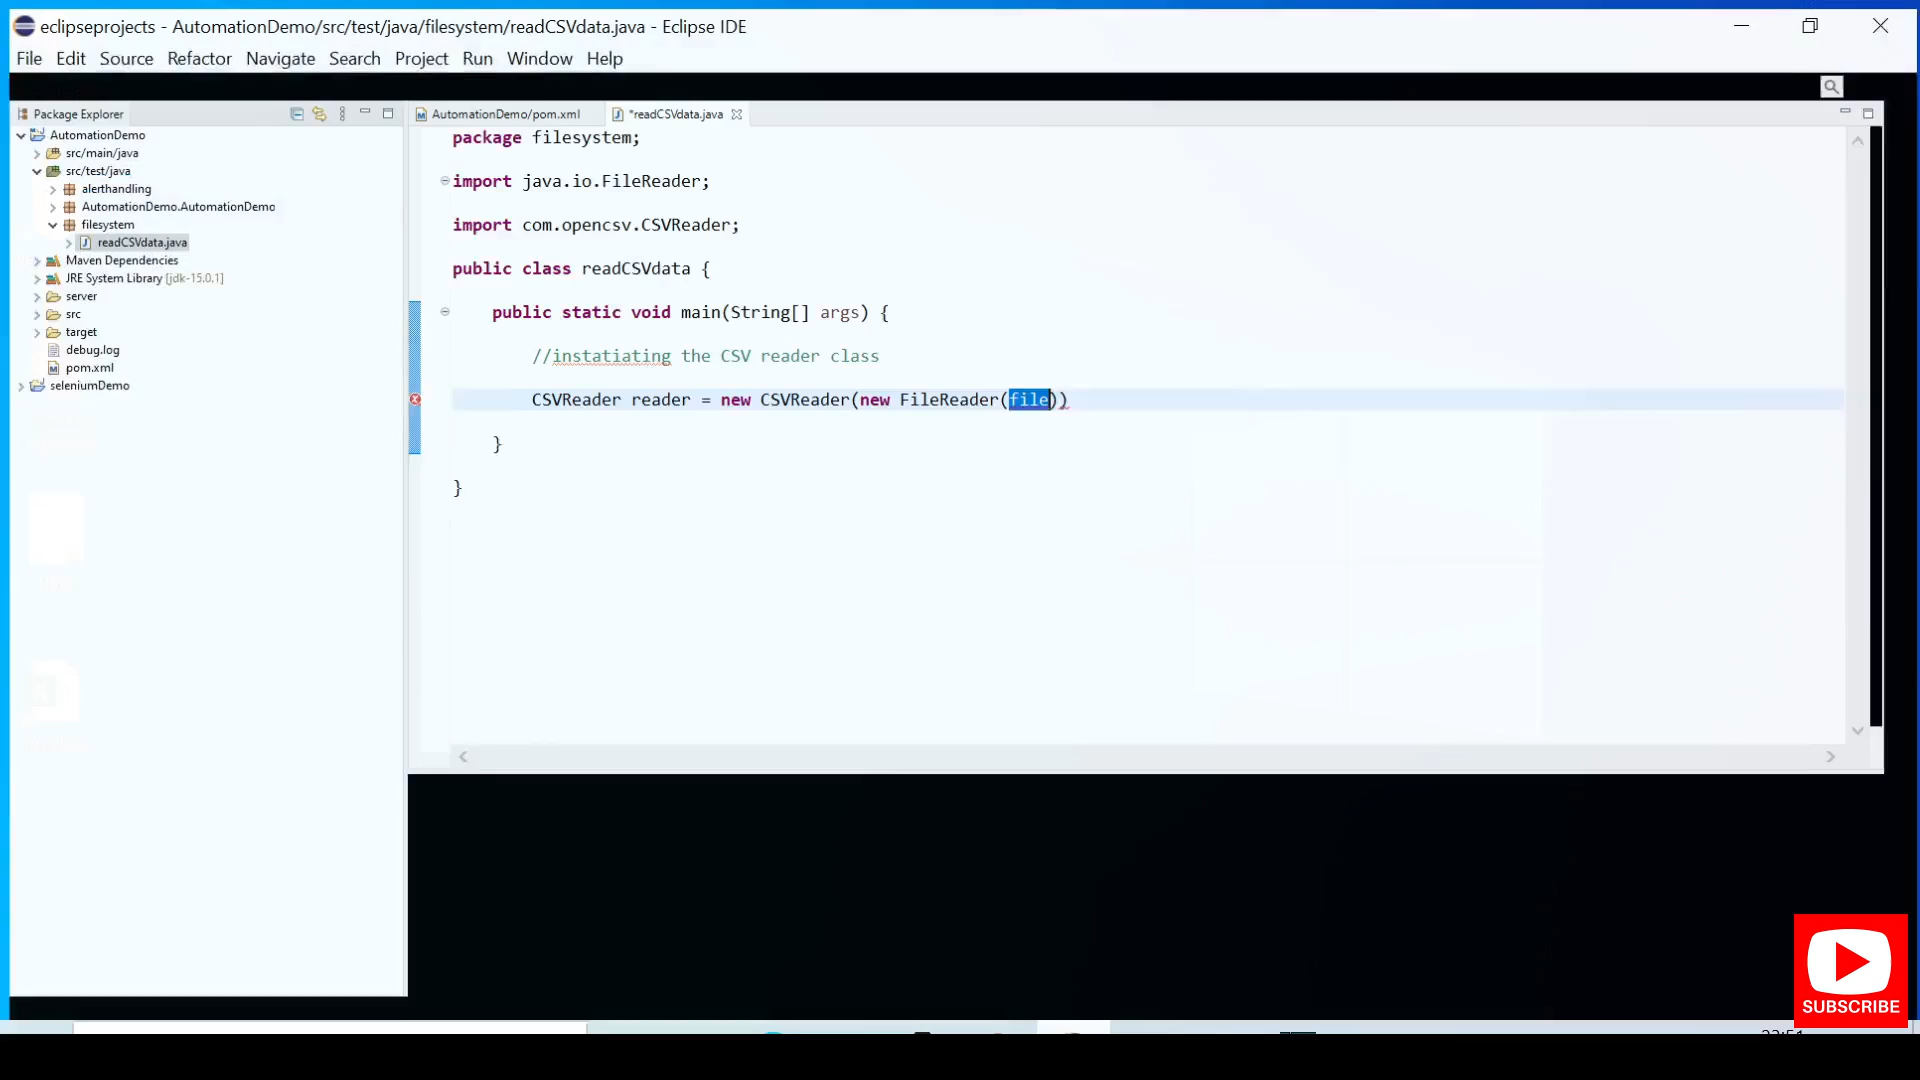 eclipseprojects - AutomationDemo/src/test/java/filesystem/readCSVdata.java - Eclipse IDE
File Edit Source Refactor Navigate Search Project Run Window Help
Package Explorer
AutomationDemo
src/main/java
src/test/java
alerthandling
AutomationDemo.AutomationDemo
filesystem
readCSVdata.java
Maven Dependencies
JRE System Library [jdk-15.0.1]
server
src
target
debug.log
pom.xml
seleniumDemo
AutomationDemo/pom.xml
*readCSVdata.java
package filesystem;
import java.io.FileReader;
import com.opencsv.CSVReader;
public class readCSVdata {
public static void main(String[] args) {
//instatiating the CSV reader class
CSVReader reader = new CSVReader(new FileReader(file))
}
}
SUBSCRIBE